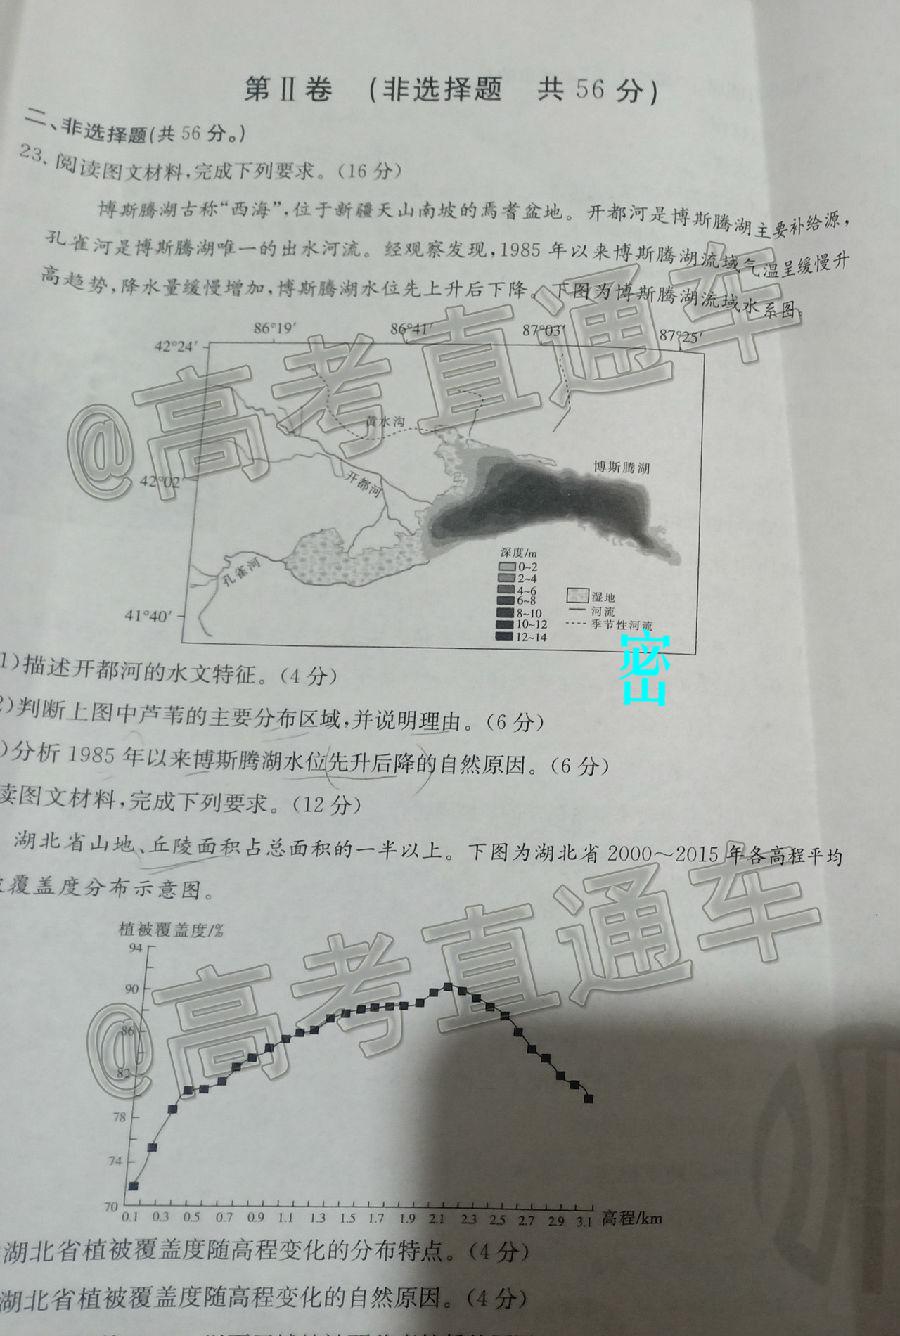 第Ⅱ卷 (非选择题 共56分)
二、非选择题(共56分。)
23、阅读图文材料,完成下列要求。(16分)
博斯腾湖古称“西海”,位于新疆天山南坡的焉耆盆地。开都河是博斯腾湖主要补给源,
孔雀河是博斯腾湖唯一的出水河流。经观察发现,1985年以来博斯腾湖流域气温呈缓慢升
高趋势,降水量缓慢增加,博斯腾湖水位先上升后下降。下图为博斯腾湖流域水系图。
86°19′ 86°41′ 87°03′ 87°25′
42°24′
黄水沟
博斯腾湖
42°02′
开都河
孔雀河
深度/m
0~2
2~4
4~6
6~8
8~10
10~12
12~14
湿地
河流
季节性河流
41°40′
密山
1)描述开都河的水文特征。(4分)
2)判断上图中芦苇的主要分布区域,并说明理由。(6分)
)分析1985年以来博斯腾湖水位先升后降的自然原因。(6分)
读图文材料,完成下列要求。(12分)
湖北省山地、丘陵面积占总面积的一半以上。下图为湖北省2000~2015年各高程平均
覆盖度分布示意图。
植被覆盖度/%
94
90
86
82
78
74
70
0.1 0.3 0.5 0.7 0.9 1.1 1.3 1.5 1.7 1.9 2.1 2.3 2.5 2.7 2.9 3.1 高程/km
湖北省植被覆盖度随高程变化的分布特点。(4分)
湖北省植被覆盖度随高程变化的自然原因。(4分)
@高考直通车
@高考直通车